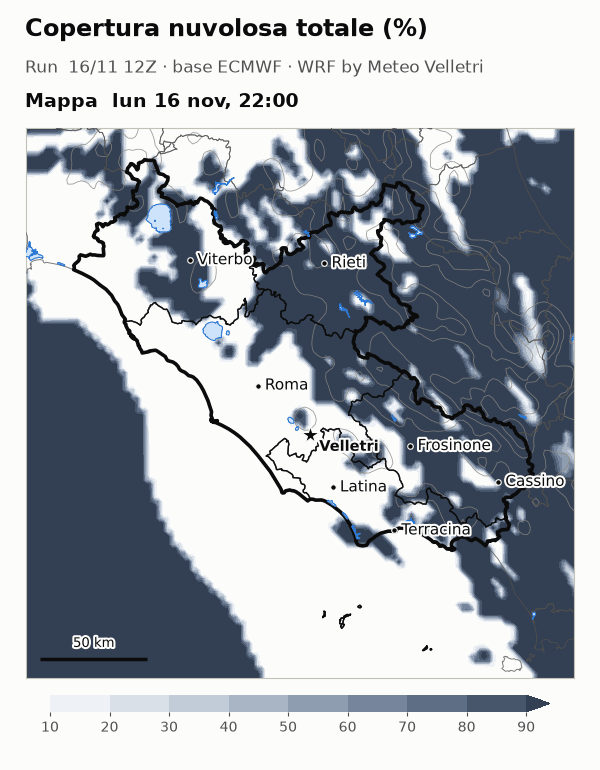 Copertura nuvolosa totale (%)
Run  16/11 12Z · base ECMWF · WRF by Meteo Velletri
Mappa  lun 16 nov, 22:00
Viterbo
Rieti
Roma
Velletri
Frosinone
Latina
Cassino
Terracina
50 km
10 20 30 40 50 60 70 80 90